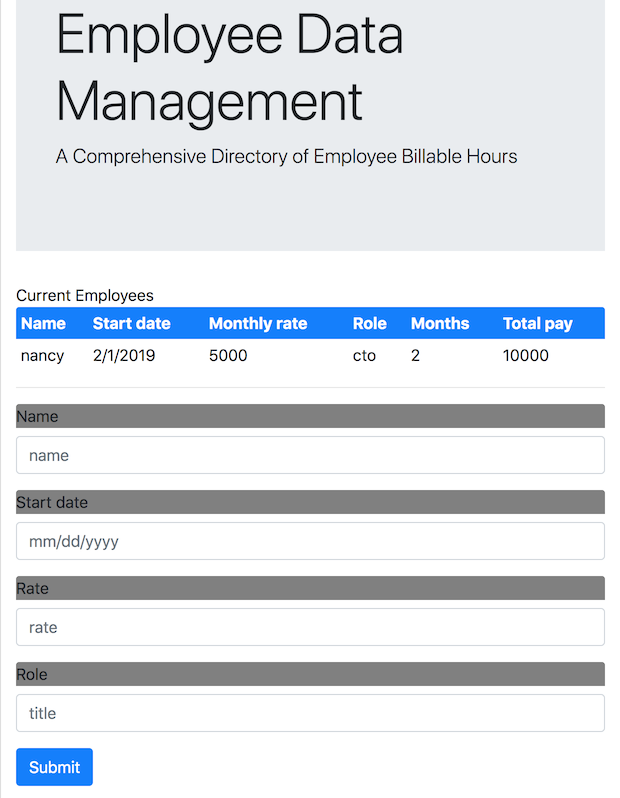 Employee Data
Management
A Comprehensive Directory of Employee Billable Hours
Current Employees
Name Start date Monthly rate Role Months Total pay
nancy 2/1/2019 5000 cto 2 10000
Name
name
Start date
mm/dd/yyyy
Rate
rate
Role
title
Submit